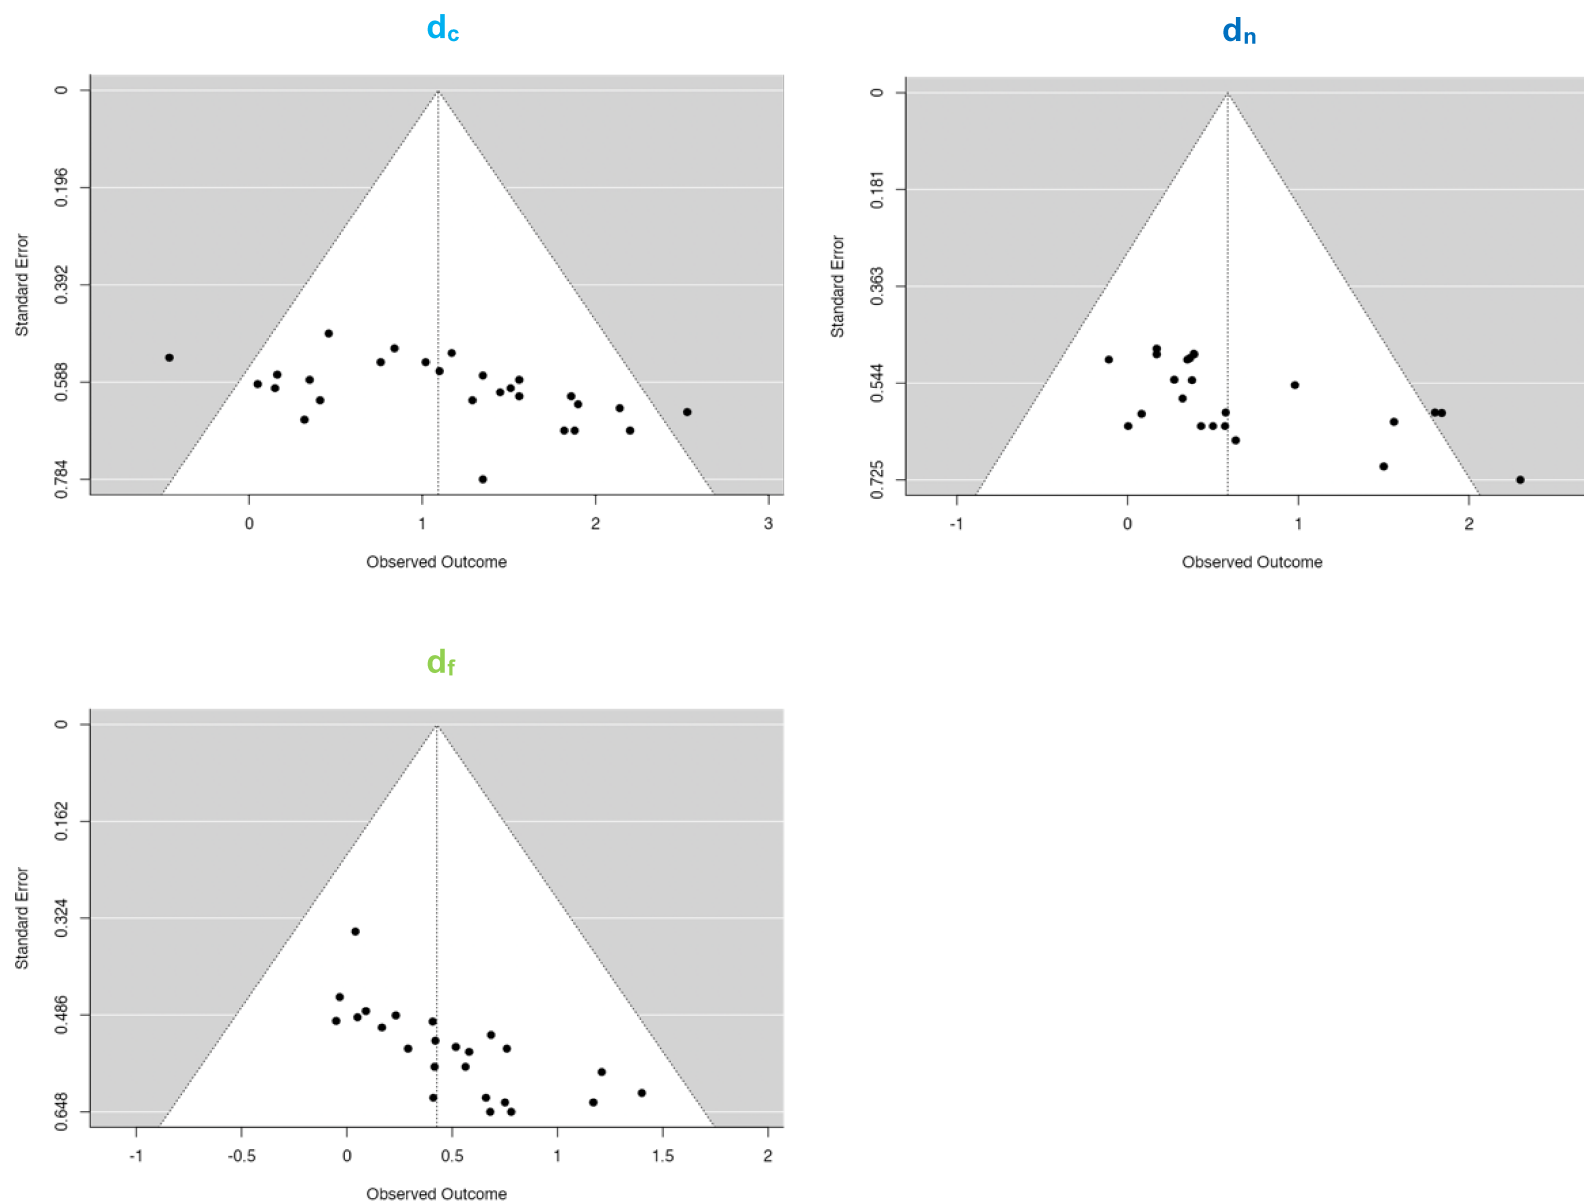 dc
0
0.196
0.392
0.588
0.784
Standard Error
0 1 2 3
Observed Outcome
dn
0
0.181
0.363
0.544
0.725
Standard Error
-1 0 1 2
Observed Outcome
df
0
0.162
0.324
0.486
0.648
Standard Error
-1 -0.5 0 0.5 1 1.5 2
Observed Outcome